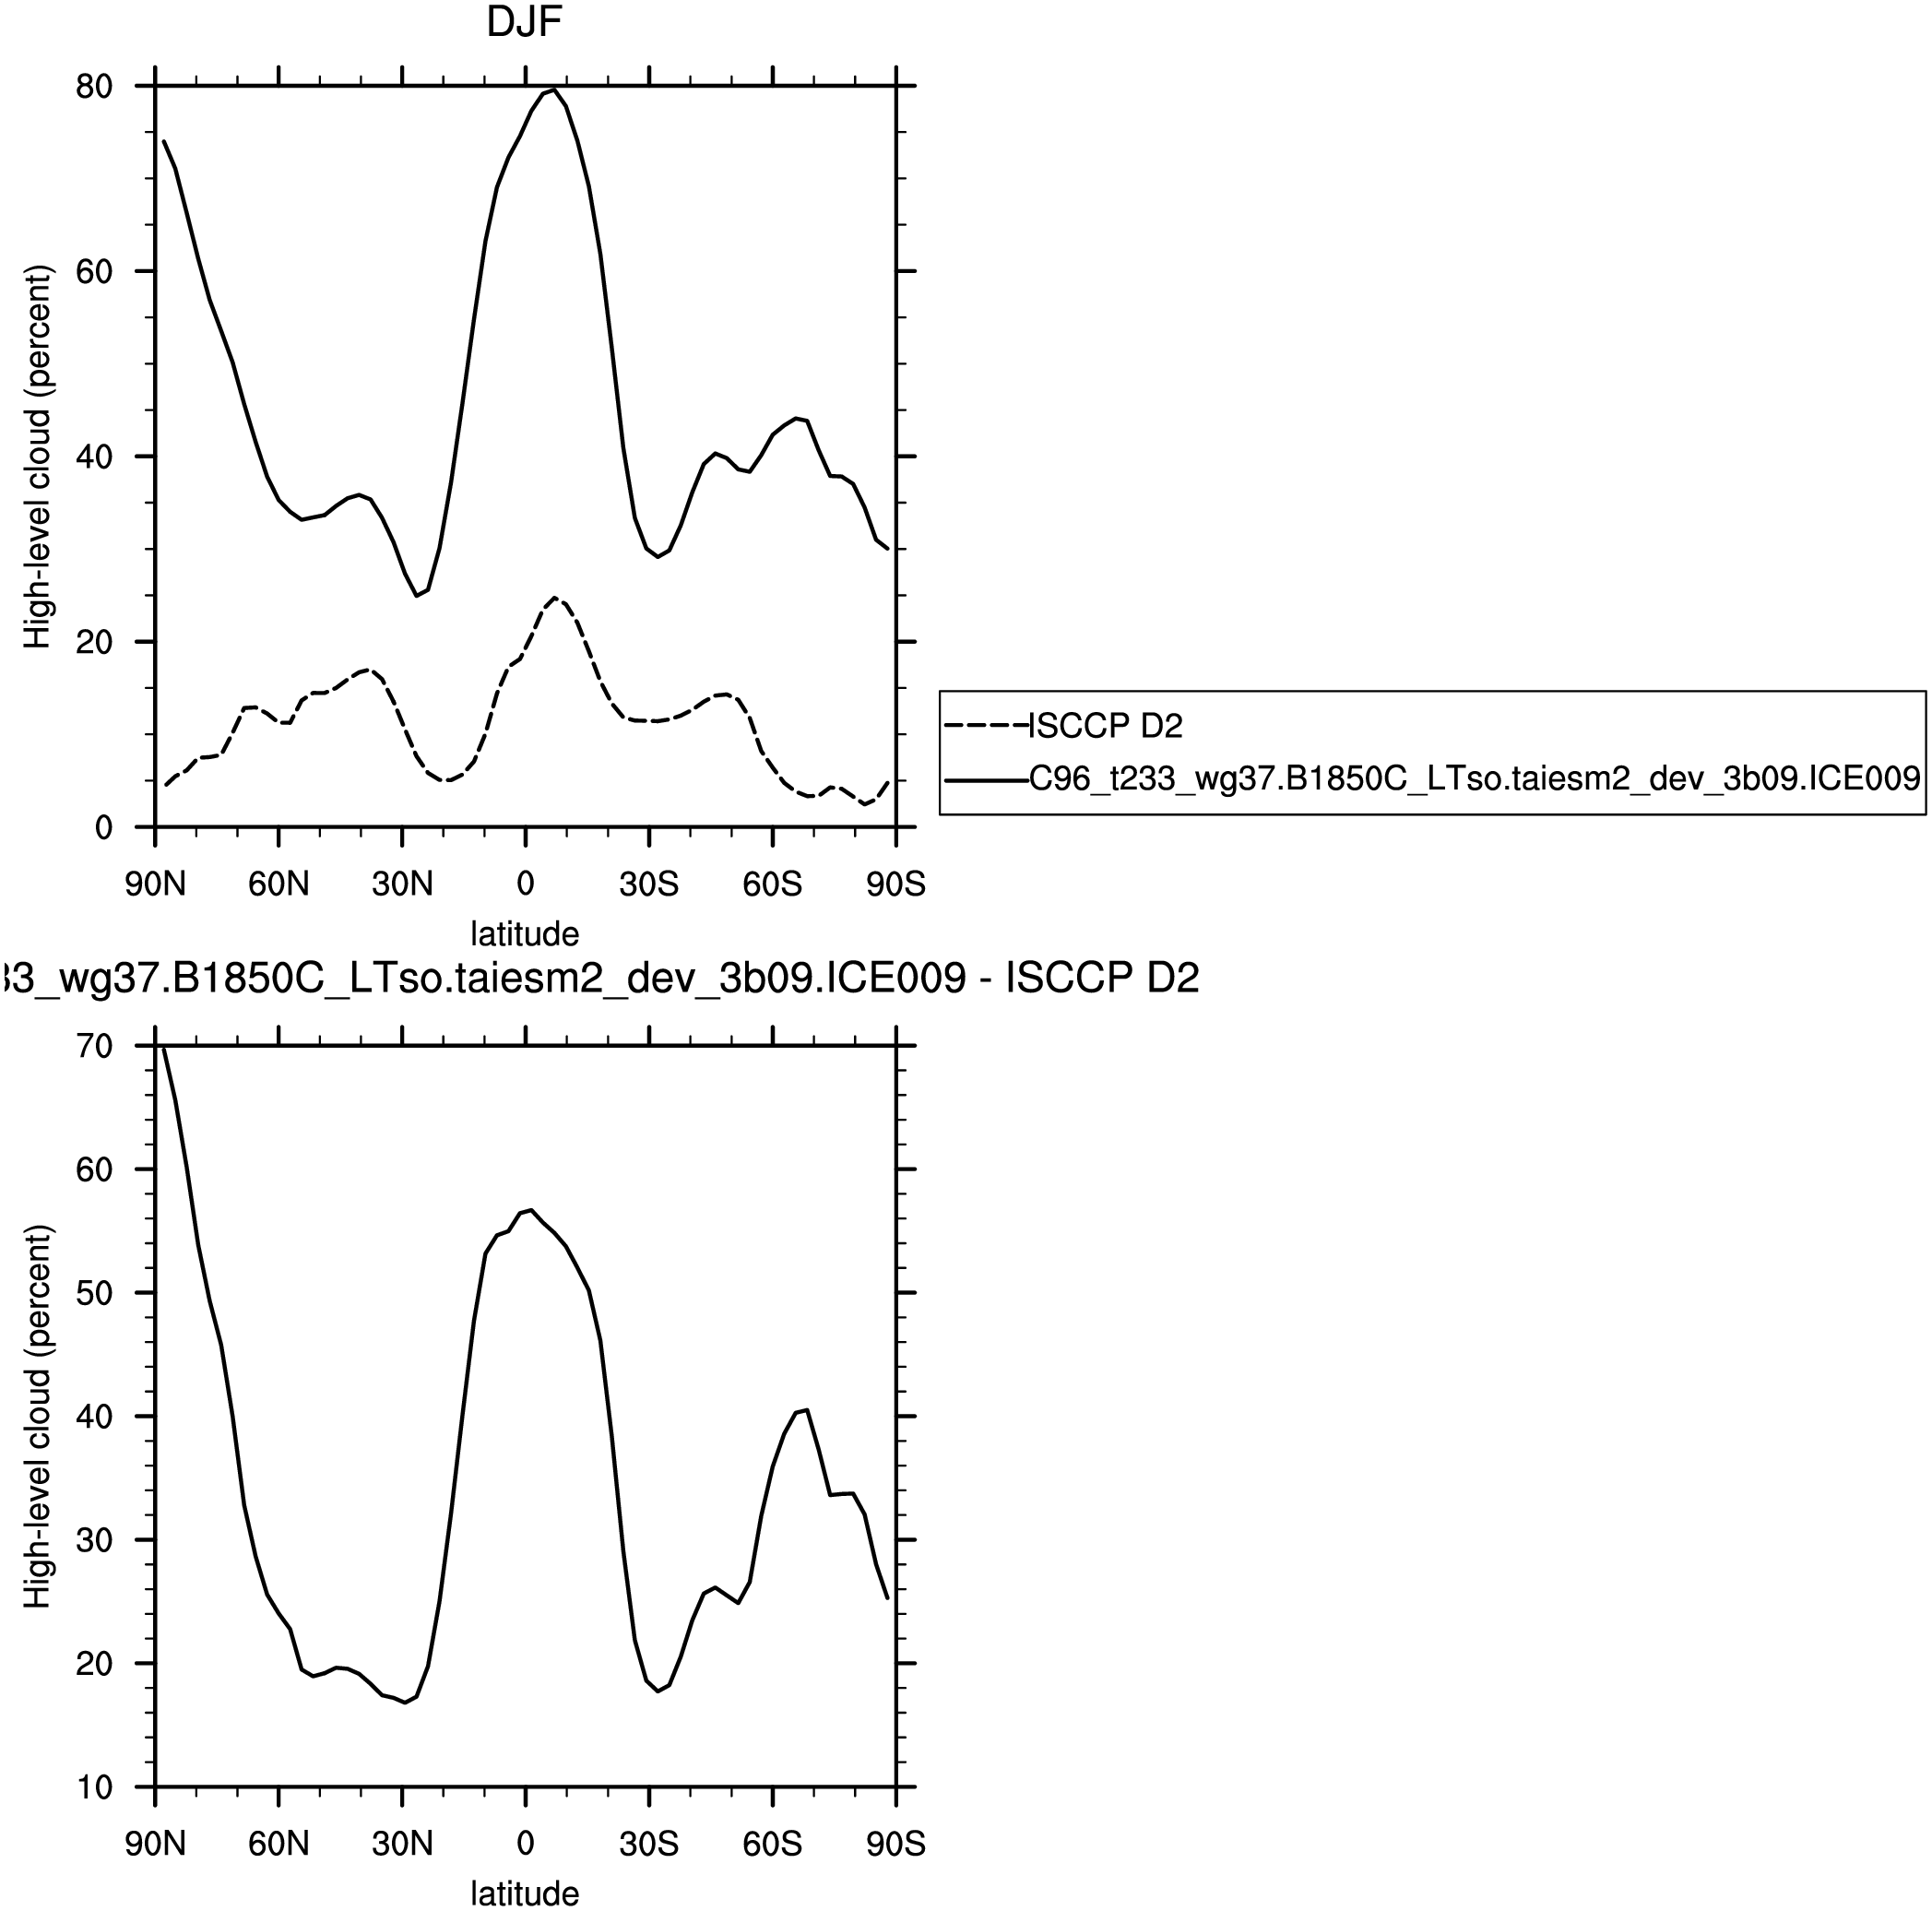 DJF
High-level cloud (percent)
80
60
40
20
0
90N 60N 30N 0 30S 60S 90S
latitude
ISCCP D2
C96_t233_wg37.B1850C_LTso.taiesm2_dev_3b09.ICE009
3_wg37.B1850C_LTso.taiesm2_dev_3b09.ICE009 - ISCCP D2
High-level cloud (percent)
70
60
50
40
30
20
10
90N 60N 30N 0 30S 60S 90S
latitude